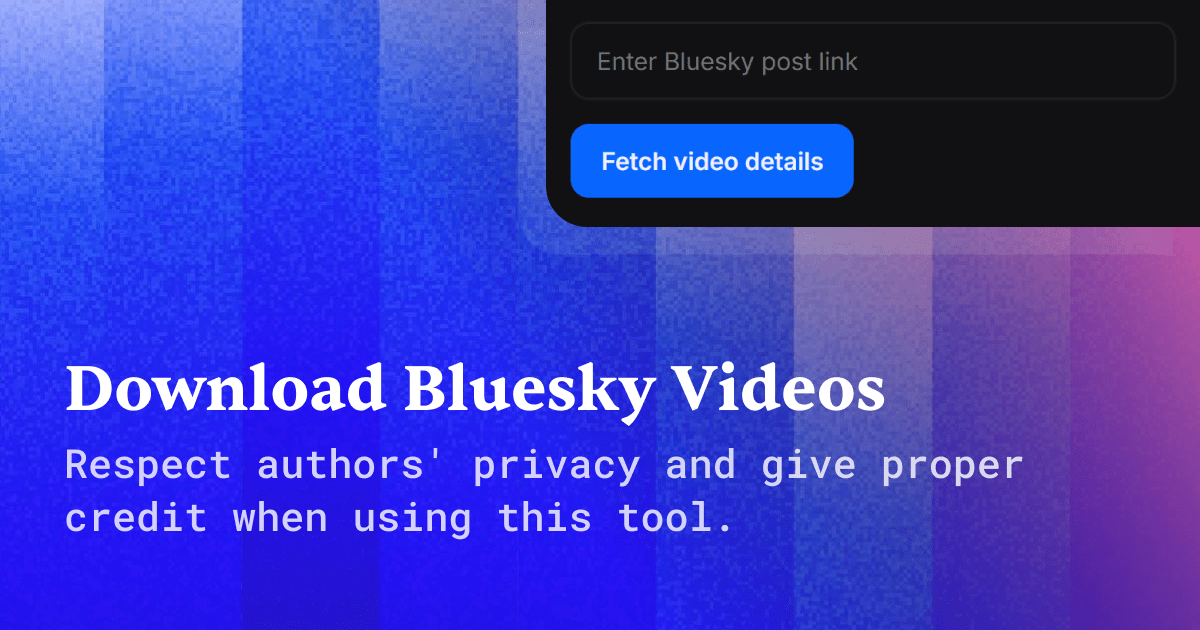 Enter Bluesky post link
Fetch video details
Download Bluesky Videos
Respect authors' privacy and give proper
credit when using this tool.